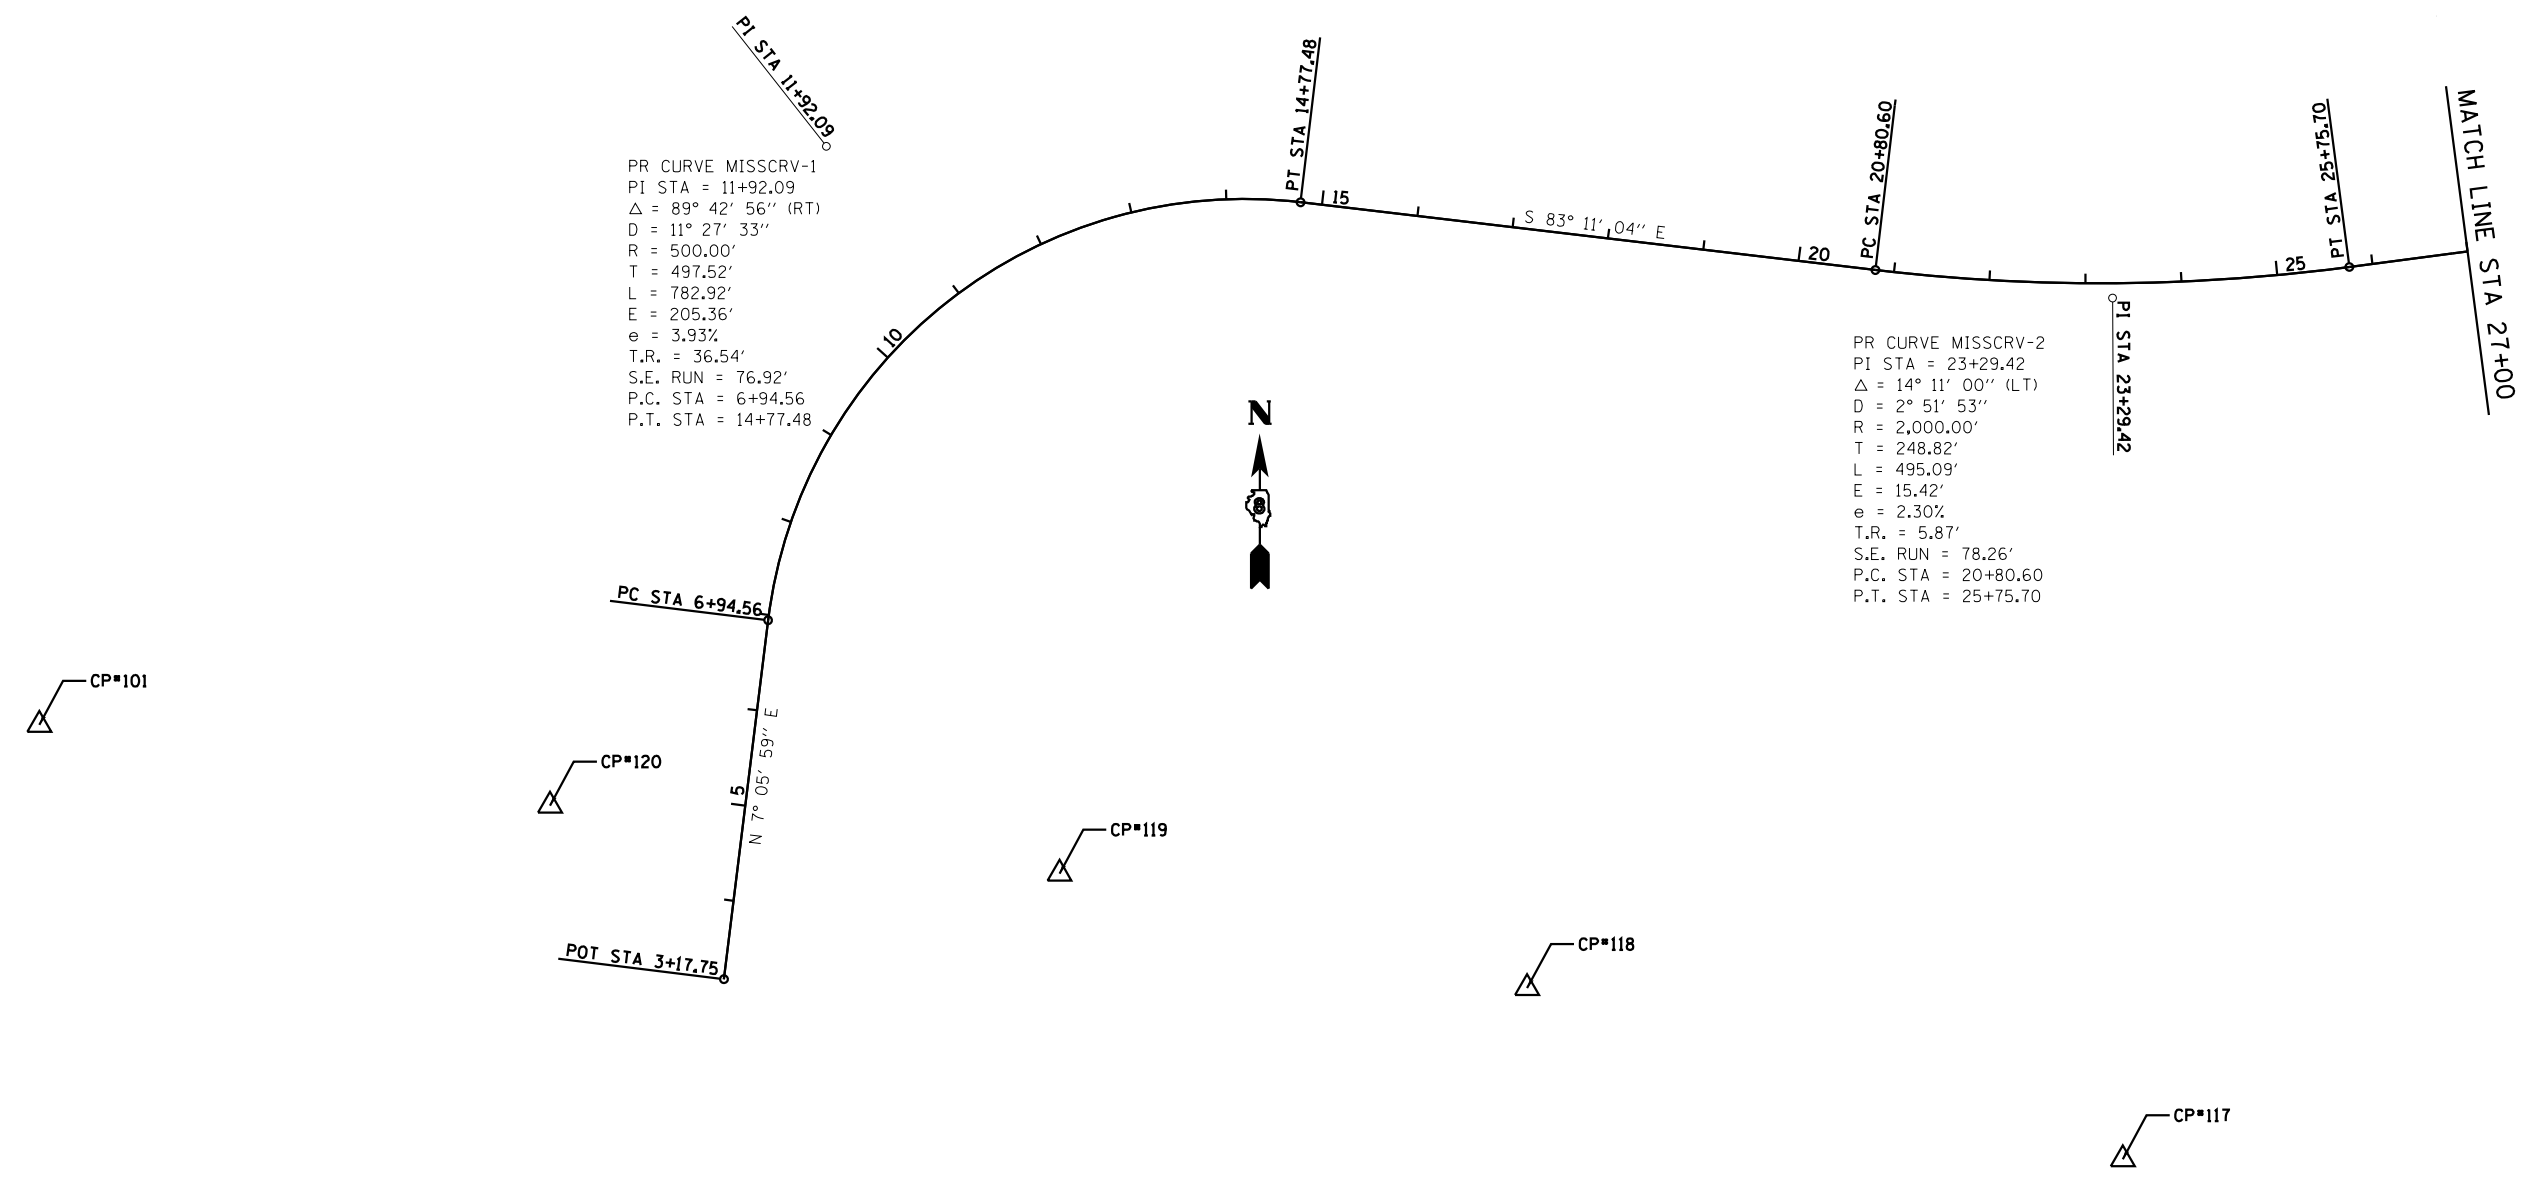 PI STA 11+92.09
PR CURVE MISSCRV-1
PI STA = 11+92.09
△ = 89° 42' 56'' (RT)
D = 11° 27' 33''
R = 500.00'
T = 497.52'
L = 782.92'
E = 205.36'
e = 3.93%
T.R. = 36.54'
S.E. RUN = 76.92'
P.C. STA = 6+94.56
P.T. STA = 14+77.48
PT STA 14+77.48
15
S 83° 11' 04'' E
20
PC STA 20+80.60
25
PT STA 25+75.70
MATCH LINE STA 27+00
PI STA 23+29.42
PR CURVE MISSCRV-2
PI STA = 23+29.42
△ = 14° 11' 00'' (LT)
D = 2° 51' 53''
R = 2,000.00'
T = 248.82'
L = 495.09'
E = 15.42'
e = 2.30%
T.R. = 5.87'
S.E. RUN = 78.26'
P.C. STA = 20+80.60
P.T. STA = 25+75.70
10
N
8
PC STA 6+94.56
N 7° 05' 59'' E
5
POT STA 3+17.75
CP#101
CP#120
CP#119
CP#118
CP#117